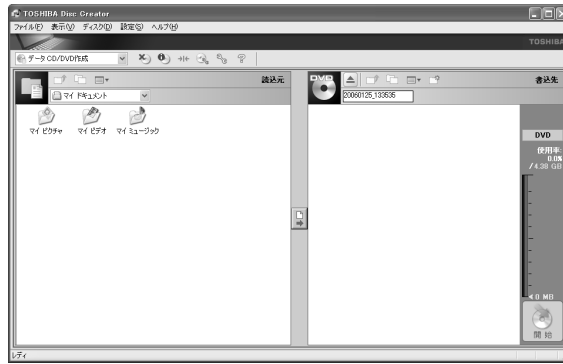 TOSHIBA Disc Creator
ファイル(F) 表示(V) ディスク(D) 設定(S) ヘルプ(H)
TOSHIBA
データCD/DVD作成
読込元
マイ ドキュメント
マイ ピクチャ マイ ビデオ マイ ミュージック
DVD
書込先
20060125_133535
DVD
使用率:
0.0%
/4.38 GB
0 MB
開始
レディ